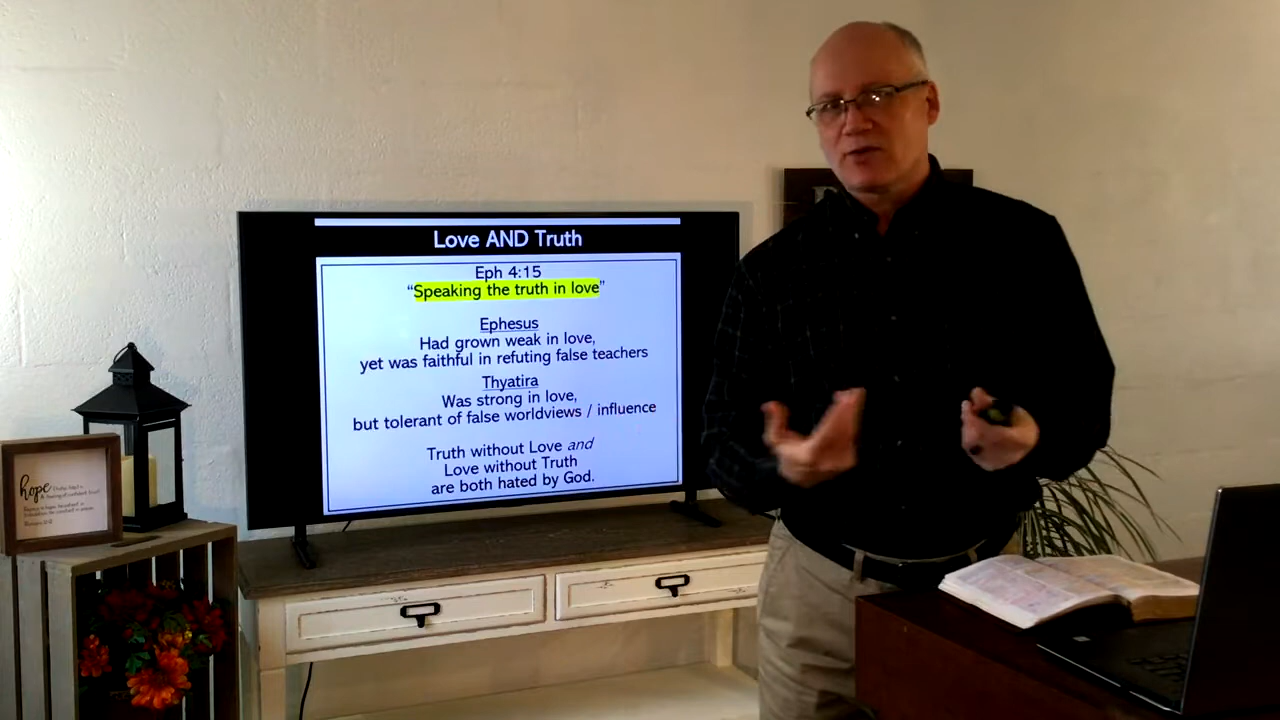 Love AND Truth
Eph 4:15
“Speaking the truth in love”
Ephesus
Had grown weak in love,
yet was faithful in refuting false teachers
Thyatira
Was strong in love,
but tolerant of false worldviews / influence
Truth without Love and
Love without Truth
are both hated by God.
hope